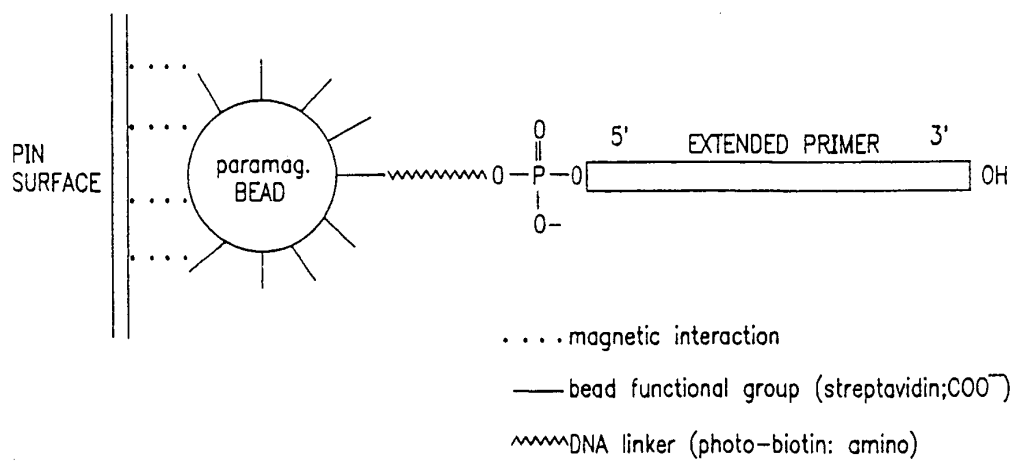 PIN
SURFACE
paramag.
BEAD
O
O–P–O
O–
5'
EXTENDED PRIMER
3'
OH
....magnetic interaction
—bead functional group (streptavidin;COO⁻)
DNA linker (photo-biotin: amino)